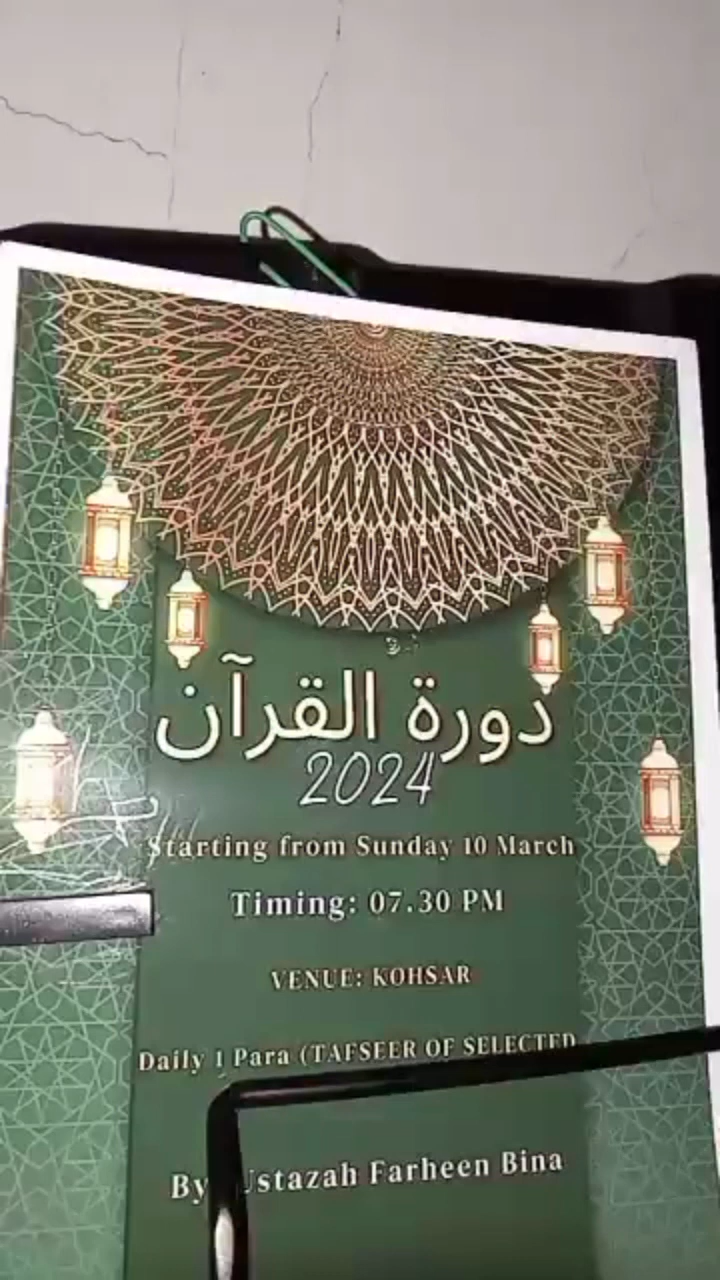 دورة القرآن
2024
Starting from Sunday 10 March
Timing: 07.30 PM
VENUE: KOHSAR
Daily 1 Para (TAFSEER OF SELECTED
By Ustazah Farheen Bina